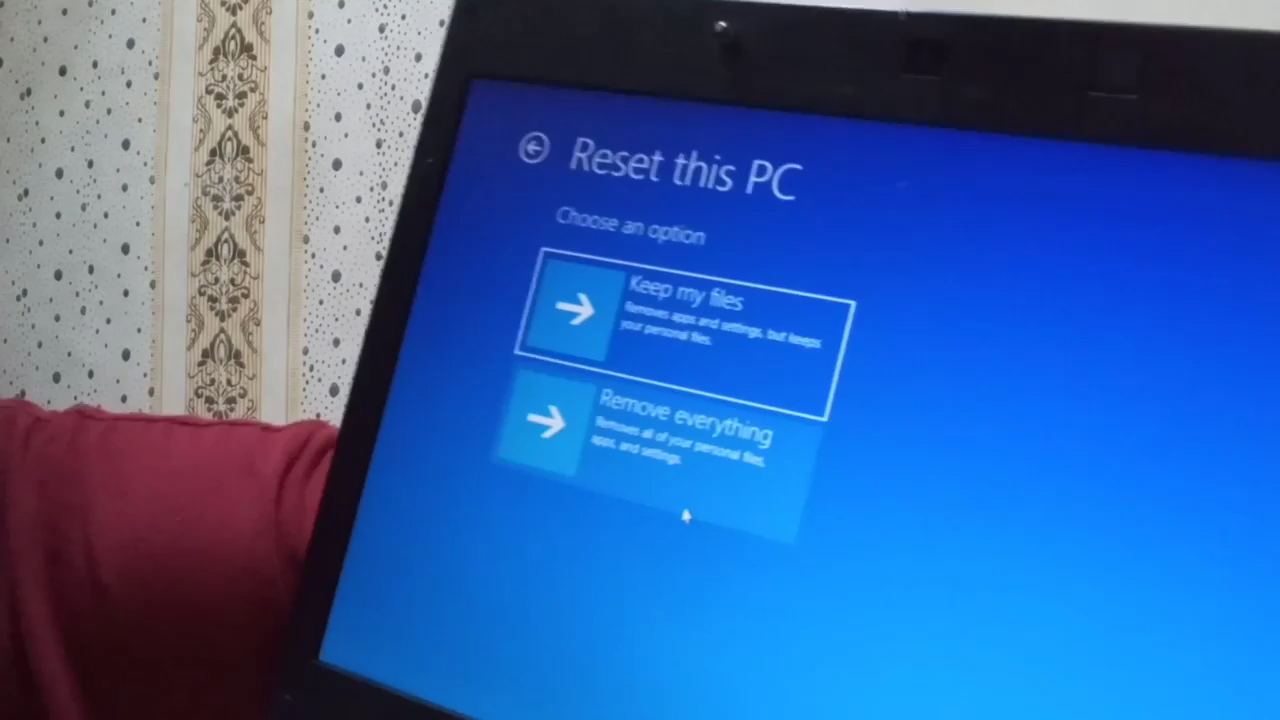 Reset this PC
Choose an option
Keep my files
Removes apps and settings, but keeps
your personal files.
Remove everything
Removes all of your personal files,
apps, and settings.